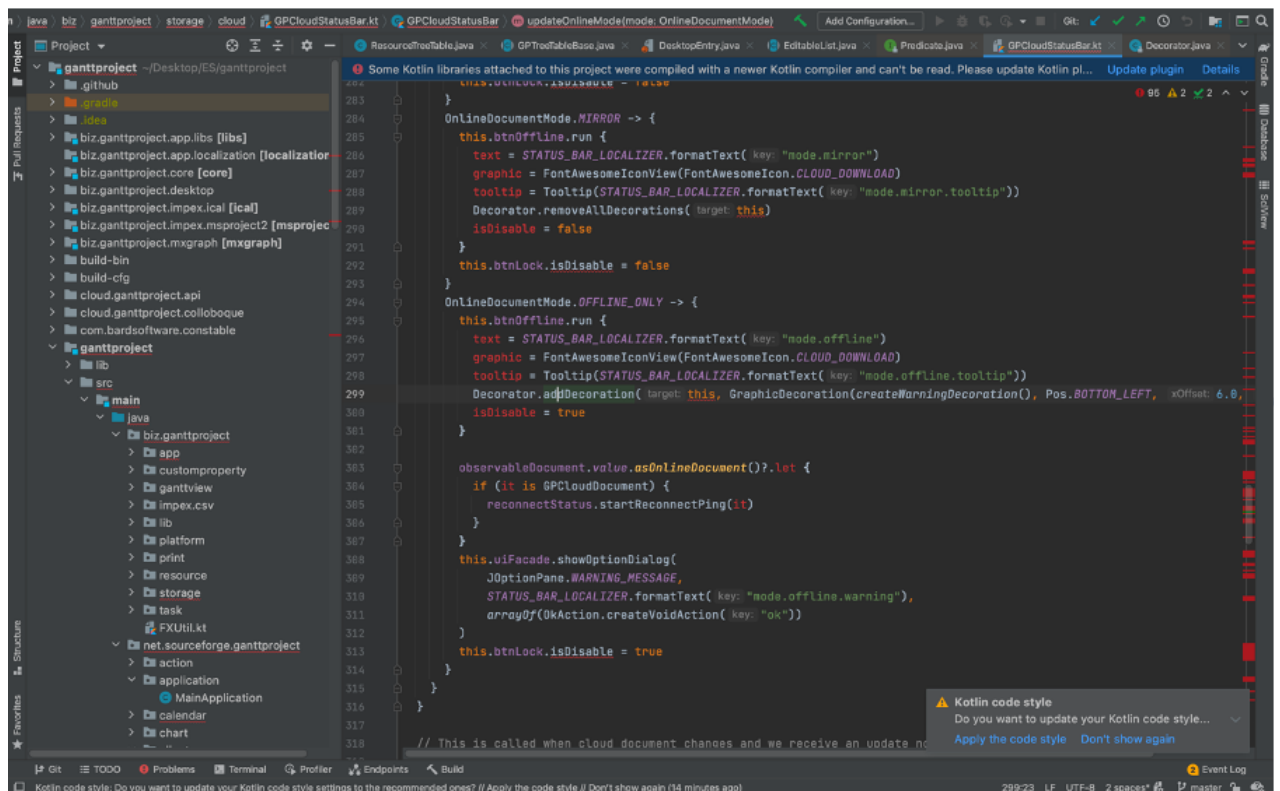 java biz ganttproject storage cloud GPCloudStatusBar.kt GPCloudStatusBar updateOnlineMode(mode: OnlineDocumentMode) Add Configuration... Git:
Project ResourceTreeTable.java GPTreeTableBase.java DesktopEntry.java EditableList.java Predicate.java GPCloudStatusBar.kt Decorator.java
Some Kotlin libraries attached to this project were compiled with a newer Kotlin compiler and can't be read. Please update Kotlin pl... Update plugin Details
95 2 2
Project
Pull Requests
Structure
Favorites
Gradle
Database
SciView
ganttproject ~/Desktop/ES/ganttproject
.github
.gradle
.idea
biz.ganttproject.app.libs [libs]
biz.ganttproject.app.localization [localization
biz.ganttproject.core [core]
biz.ganttproject.desktop
biz.ganttproject.impex.ical [ical]
biz.ganttproject.impex.msproject2 [msprojec
biz.ganttproject.mxgraph [mxgraph]
build-bin
build-cfg
cloud.ganttproject.api
cloud.ganttproject.colloboque
com.bardsoftware.constable
ganttproject
lib
src
main
java
biz.ganttproject
app
customproperty
ganttview
impex.csv
lib
platform
print
resource
storage
task
FXUtil.kt
net.sourceforge.ganttproject
action
application
MainApplication
calendar
chart
282 this.btnLock.isDisable = false
283 }
284 OnlineDocumentMode.MIRROR -> {
285 this.btnOffline.run {
286 text = STATUS_BAR_LOCALIZER.formatText( key: "mode.mirror")
287 graphic = FontAwesomeIconView(FontAwesomeIcon.CLOUD_DOWNLOAD)
288 tooltip = Tooltip(STATUS_BAR_LOCALIZER.formatText( key: "mode.mirror.tooltip"))
289 Decorator.removeAllDecorations( target: this)
290 isDisable = false
291 }
292 this.btnLock.isDisable = false
293 }
294 OnlineDocumentMode.OFFLINE_ONLY -> {
295 this.btnOffline.run {
296 text = STATUS_BAR_LOCALIZER.formatText( key: "mode.offline")
297 graphic = FontAwesomeIconView(FontAwesomeIcon.CLOUD_DOWNLOAD)
298 tooltip = Tooltip(STATUS_BAR_LOCALIZER.formatText( key: "mode.offline.tooltip"))
299 Decorator.addDecoration( target: this, GraphicDecoration(createWarningDecoration(), Pos.BOTTOM_LEFT, xOffset: 6.0,
300 isDisable = true
301 }
302
303 observableDocument.value.asOnlineDocument()?.let {
304 if (it is GPCloudDocument) {
305 reconnectStatus.startReconnectPing(it)
306 }
307 }
308 this.uiFacade.showOptionDialog(
309 JOptionPane.WARNING_MESSAGE,
310 STATUS_BAR_LOCALIZER.formatText( key: "mode.offline.warning"),
311 arrayOf(OkAction.createVoidAction( key: "ok"))
312 )
313 this.btnLock.isDisable = true
314 }
315 }
316 }
317
318 // This is called when cloud document changes and we receive an update no
Kotlin code style
Do you want to update your Kotlin code style...
Apply the code style Don't show again
Git TODO Problems Terminal Profiler Endpoints Build 2 Event Log
Kotlin code style: Do you want to update your Kotlin code style settings to the recommended ones? // Apply the code style // Don't show again (14 minutes ago) 299:23 LF UTF-8 2 spaces* master